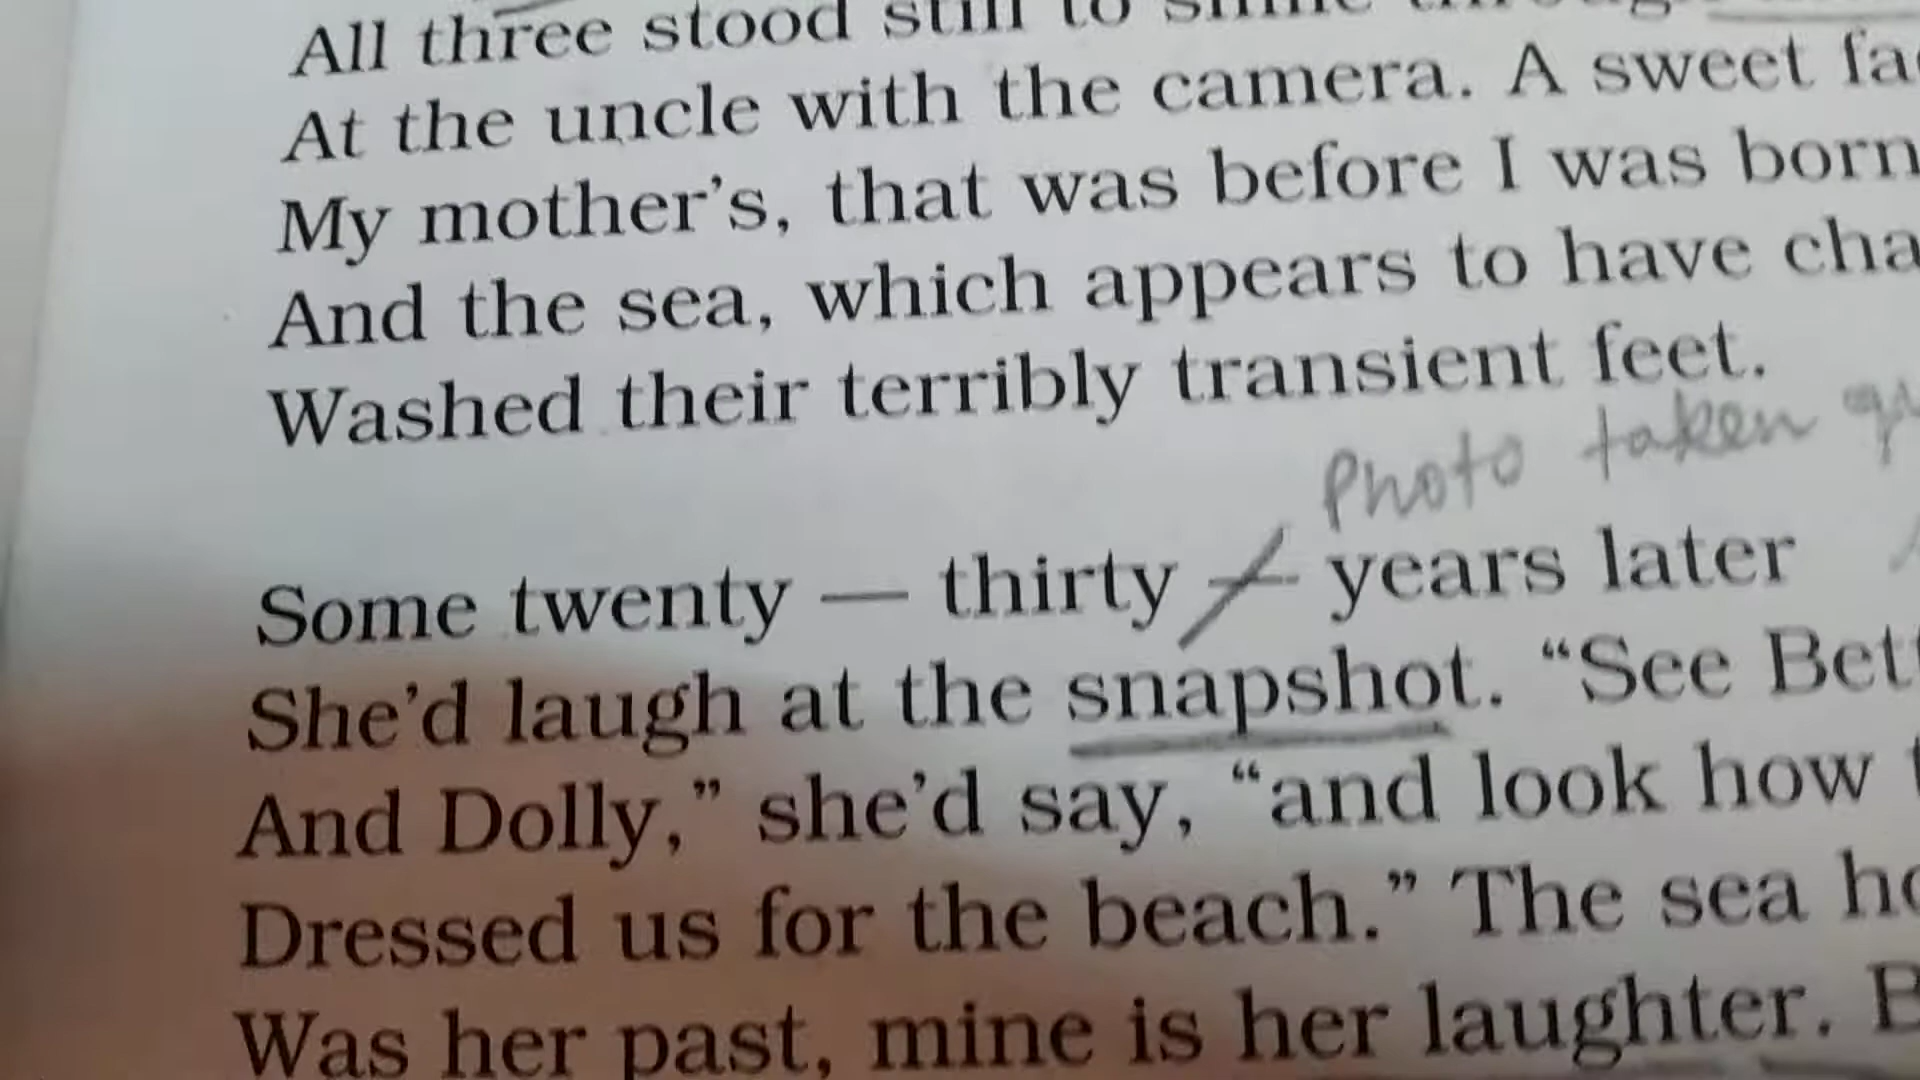 All three stood still to smile through
At the uncle with the camera. A sweet
My mother's, that was before I was born
And the sea, which appears to have
Washed their terribly transient feet.
Photo taken
Some twenty — thirty — years later
She'd laugh at the snapshot. “See
And Dolly,” she'd say, “and look how
Dressed us for the beach.” The sea
Was her past, mine is her laughter.